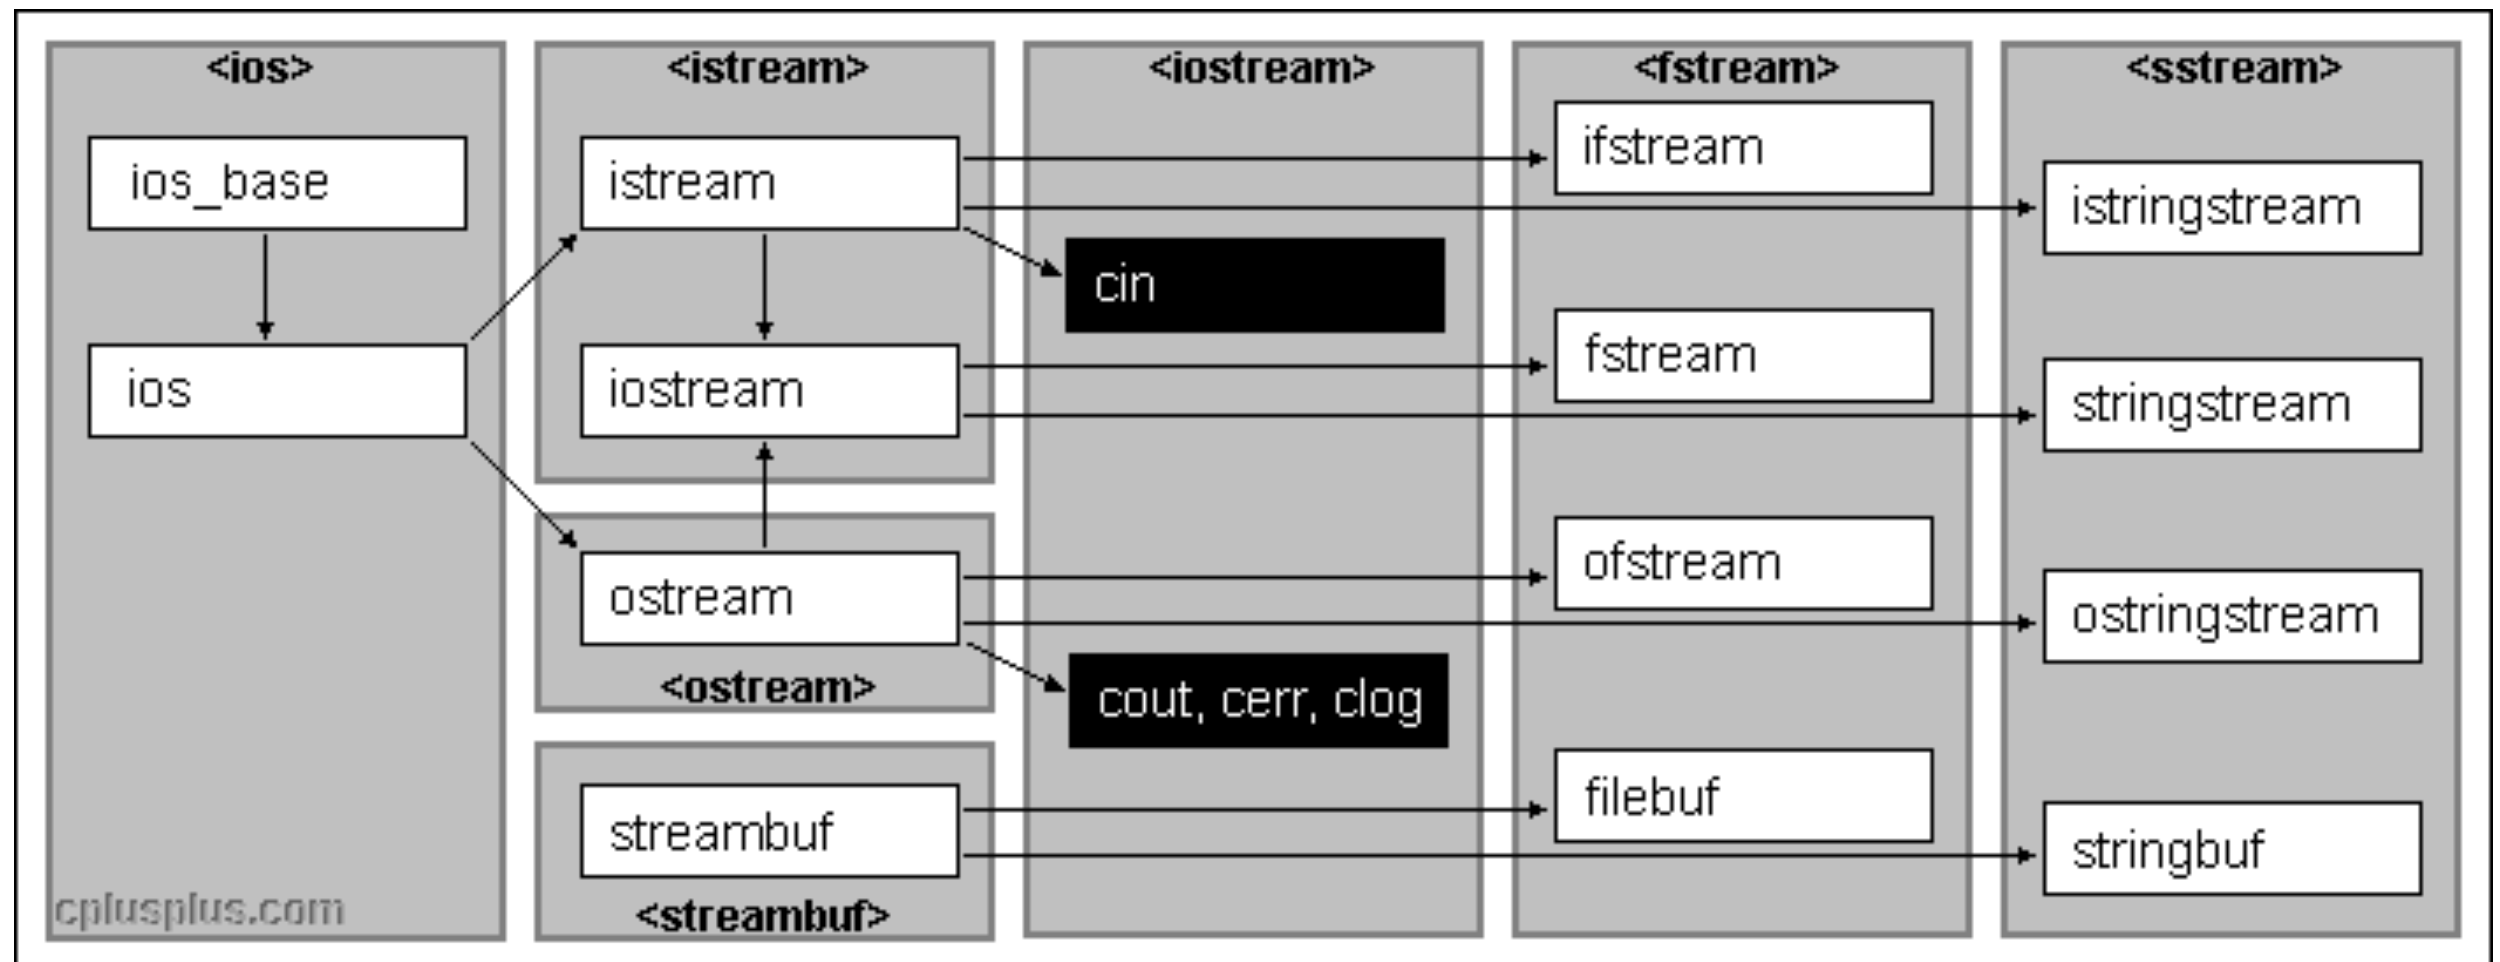 <ios>
ios_base
ios
cplusplus.com
<istream>
istream
iostream
ostream
<ostream>
streambuf
<streambuf>
<iostream>
cin
cout, cerr, clog
<fstream>
ifstream
fstream
ofstream
filebuf
<sstream>
istringstream
stringstream
ostringstream
stringbuf